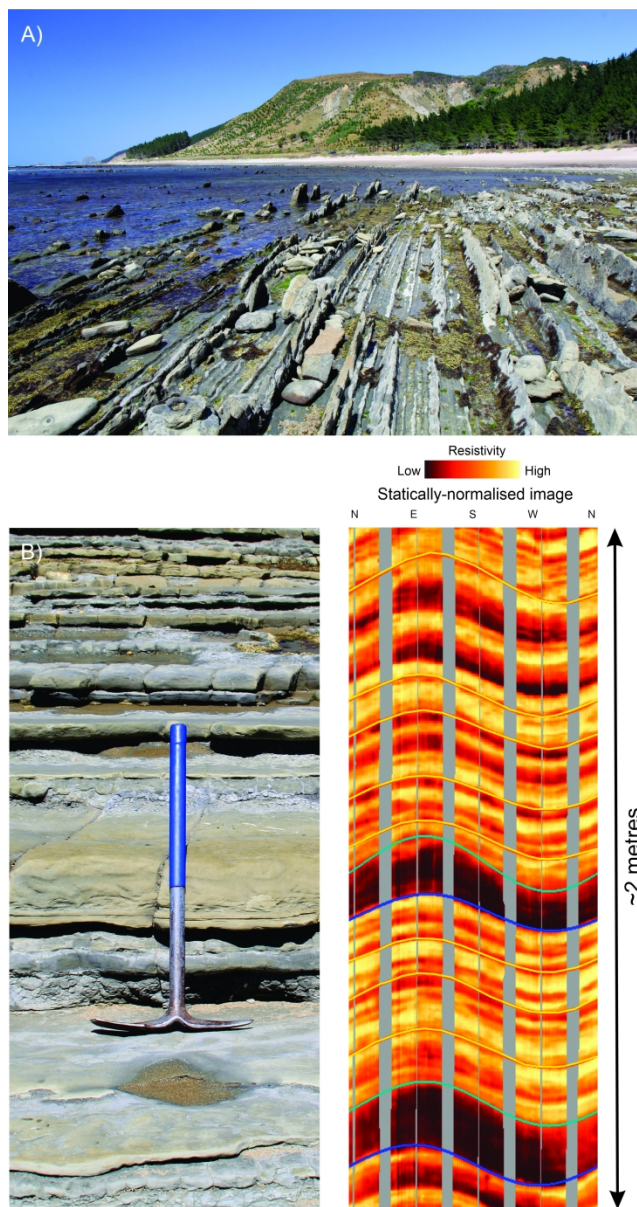 A)
Resistivity
Low High
Statically-normalised image
N E S W N
B)
~2 metres